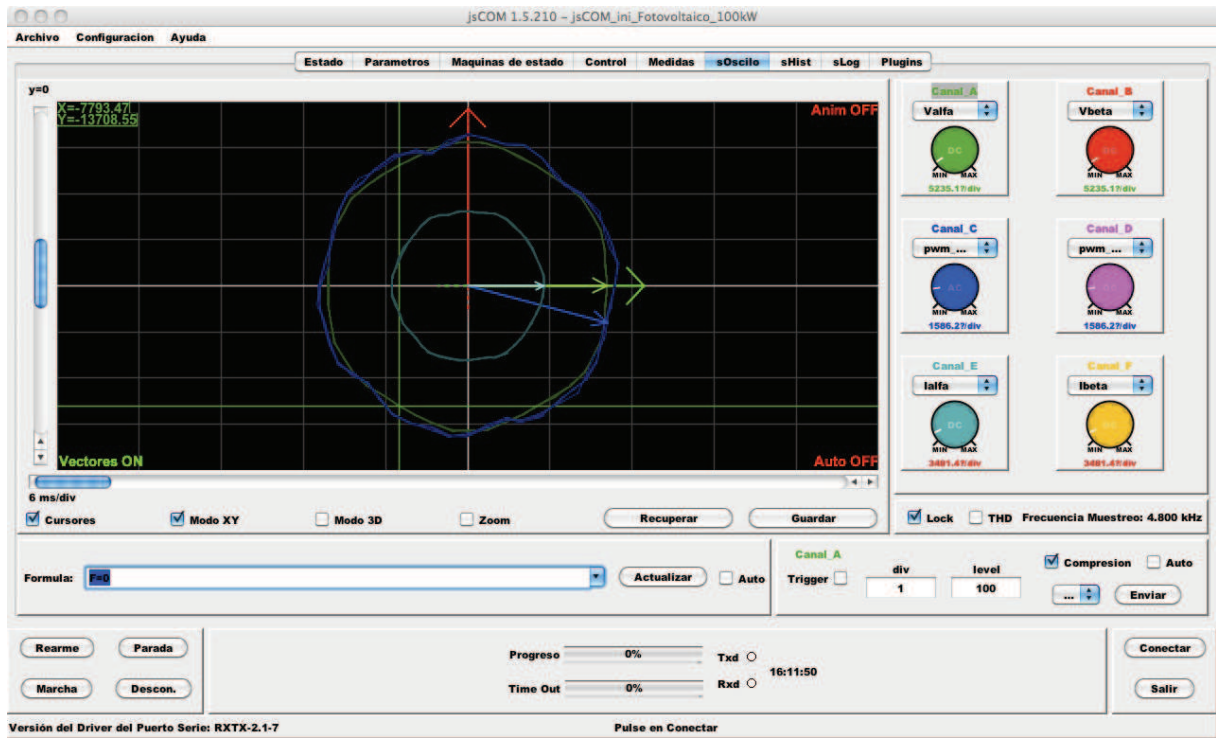 jsCOM 1.5.210 – jsCOM_ini_Fotovoltaico_100kW
Archivo Configuracion Ayuda
Estado Parametros Maquinas de estado Control Medidas sOscilo sHist sLog Plugins
y=0
X=-7793.47
Y=-13708.55
Anim OFF
Vectores ON
Auto OFF
6 ms/div
Cursores Modo XY Modo 3D Zoom Recuperar Guardar
Canal_A
Valfa
DC
MIN MAX
5235.1?/div
Canal_B
Vbeta
DC
MIN MAX
5235.1?/div
Canal_C
pwm_...
AC
MIN MAX
1586.2?/div
Canal_D
pwm_...
DC
MIN MAX
1586.2?/div
Canal_E
Ialfa
DC
MIN MAX
3481.4?/div
Canal_F
Ibeta
DC
MIN MAX
3481.4?/div
Lock THD Frecuencia Muestreo: 4.800 kHz
Formula: F=0 Actualizar Auto
Canal_A
Trigger
div
1
level
100
Compresion Auto
... Enviar
Rearme Parada
Marcha Descon.
Progreso 0% Txd
Time Out 0% Rxd
16:11:50
Conectar
Salir
Versión del Driver del Puerto Serie: RXTX-2.1-7 Pulse en Conectar